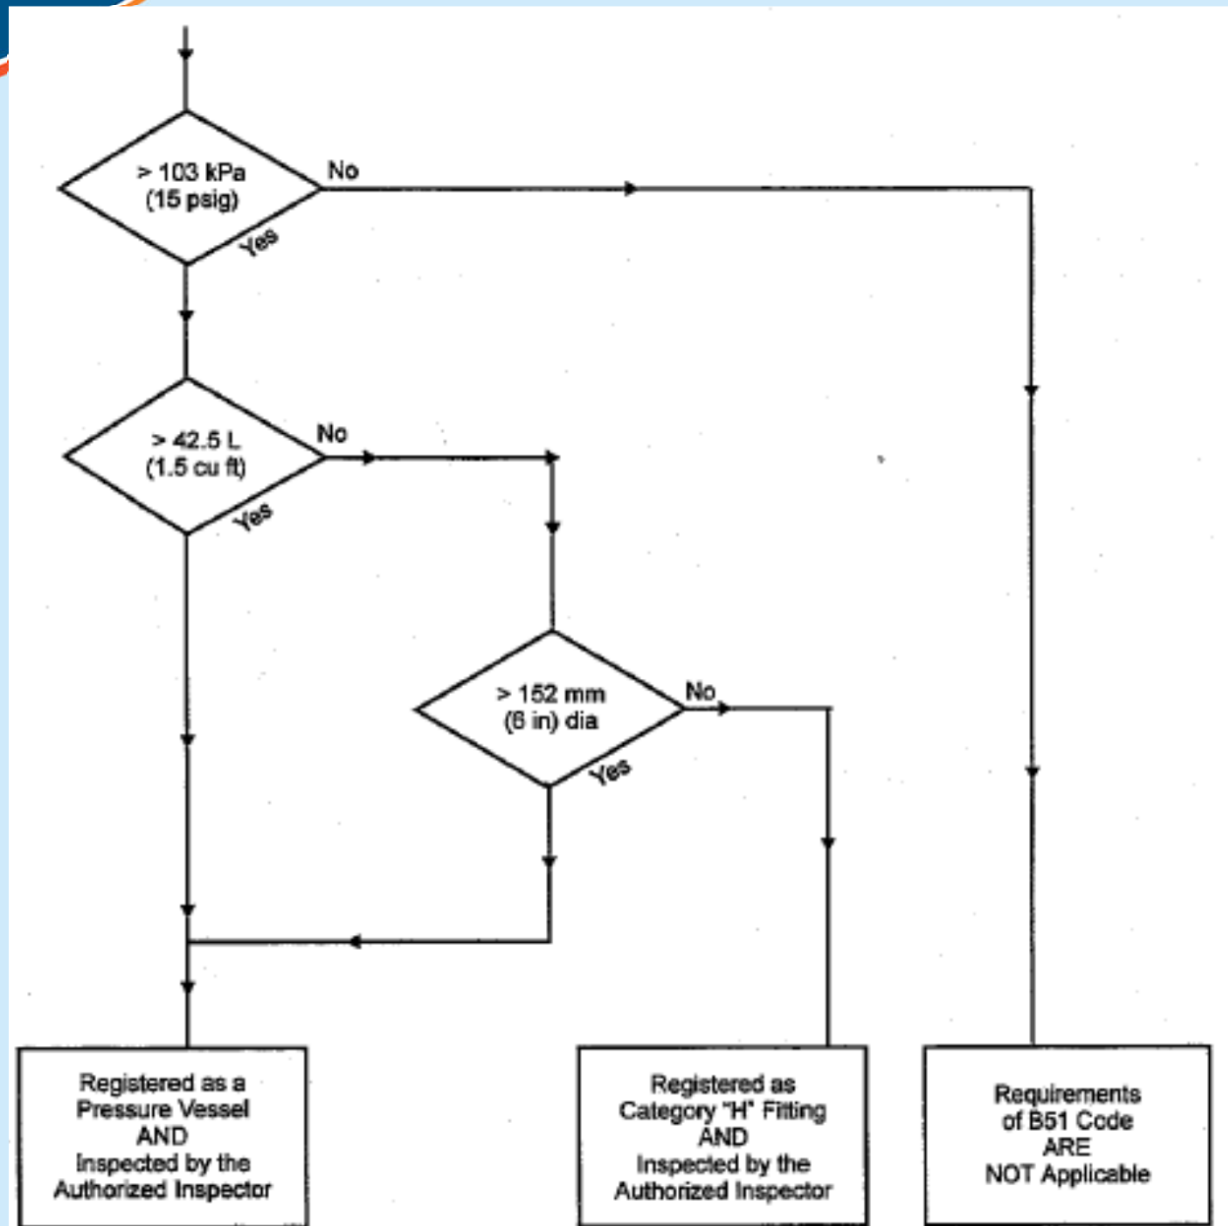 > 103 kPa
(15 psig)
No
Yes
> 42.5 L
(1.5 cu ft)
No
Yes
> 152 mm
(6 in) dia
No
Yes
Registered as a
Pressure Vessel
AND
Inspected by the
Authorized Inspector
Registered as
Category "H" Fitting
AND
Inspected by the
Authorized Inspector
Requirements
of B51 Code
ARE
NOT Applicable